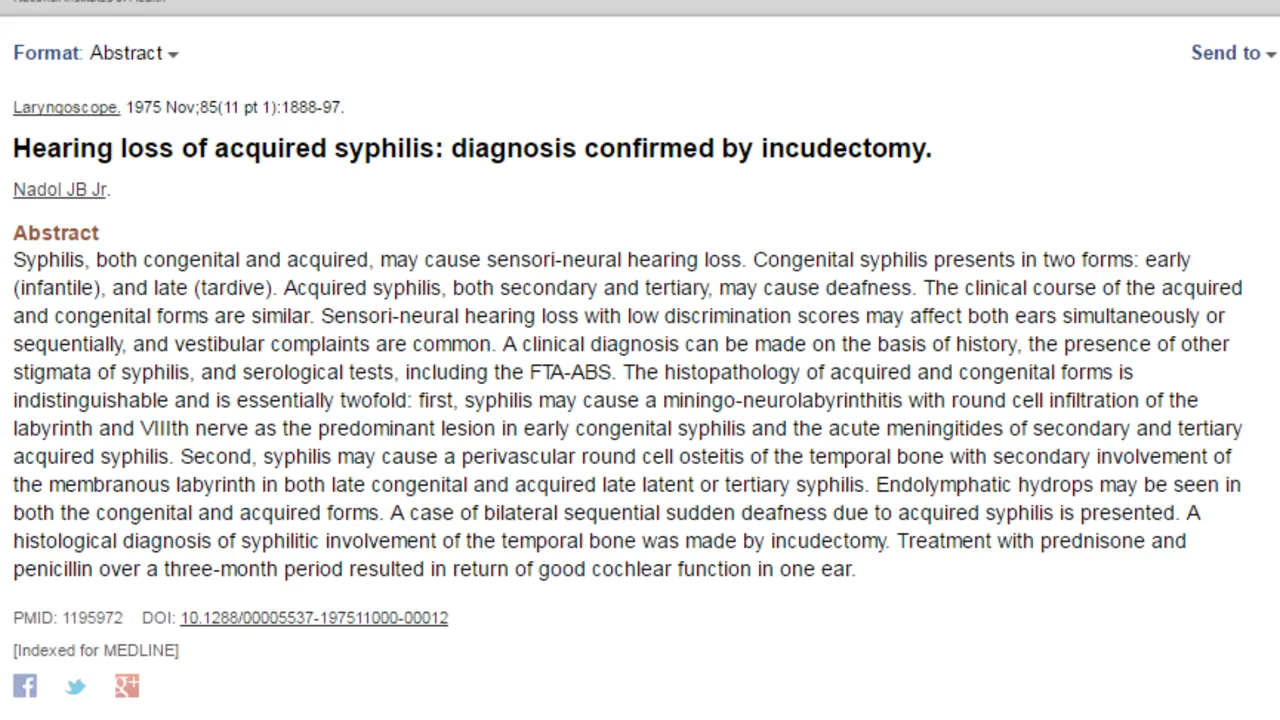 Format: Abstract
Send to
Laryngoscope. 1975 Nov;85(11 pt 1):1888-97.
Hearing loss of acquired syphilis: diagnosis confirmed by incudectomy.
Nadol JB Jr.
Abstract
Syphilis, both congenital and acquired, may cause sensori-neural hearing loss. Congenital syphilis presents in two forms: early
(infantile), and late (tardive). Acquired syphilis, both secondary and tertiary, may cause deafness. The clinical course of the acquired
and congenital forms are similar. Sensori-neural hearing loss with low discrimination scores may affect both ears simultaneously or
sequentially, and vestibular complaints are common. A clinical diagnosis can be made on the basis of history, the presence of other
stigmata of syphilis, and serological tests, including the FTA-ABS. The histopathology of acquired and congenital forms is
indistinguishable and is essentially twofold: first, syphilis may cause a miningo-neurolabyrinthitis with round cell infiltration of the
labyrinth and VIIIth nerve as the predominant lesion in early congenital syphilis and the acute meningitides of secondary and tertiary
acquired syphilis. Second, syphilis may cause a perivascular round cell osteitis of the temporal bone with secondary involvement of
the membranous labyrinth in both late congenital and acquired late latent or tertiary syphilis. Endolymphatic hydrops may be seen in
both the congenital and acquired forms. A case of bilateral sequential sudden deafness due to acquired syphilis is presented. A
histological diagnosis of syphilitic involvement of the temporal bone was made by incudectomy. Treatment with prednisone and
penicillin over a three-month period resulted in return of good cochlear function in one ear.
PMID: 1195972 DOI: 10.1288/00005537-197511000-00012
[Indexed for MEDLINE]
f
g+